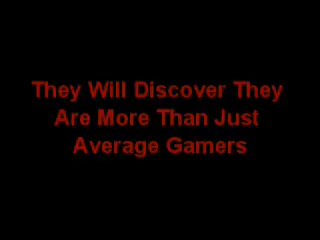 They Will Discover They
Are More Than Just
Average Gamers